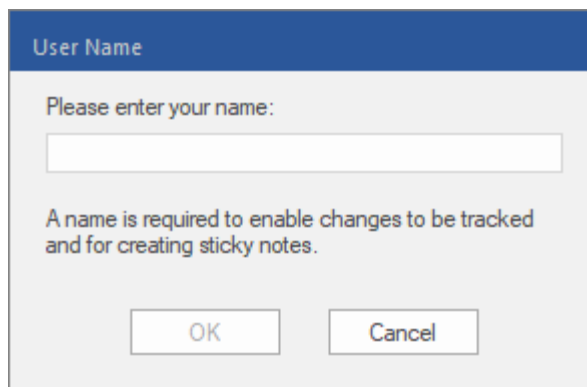 User Name
Please enter your name:
A name is required to enable changes to be tracked
and for creating sticky notes.
OK
Cancel